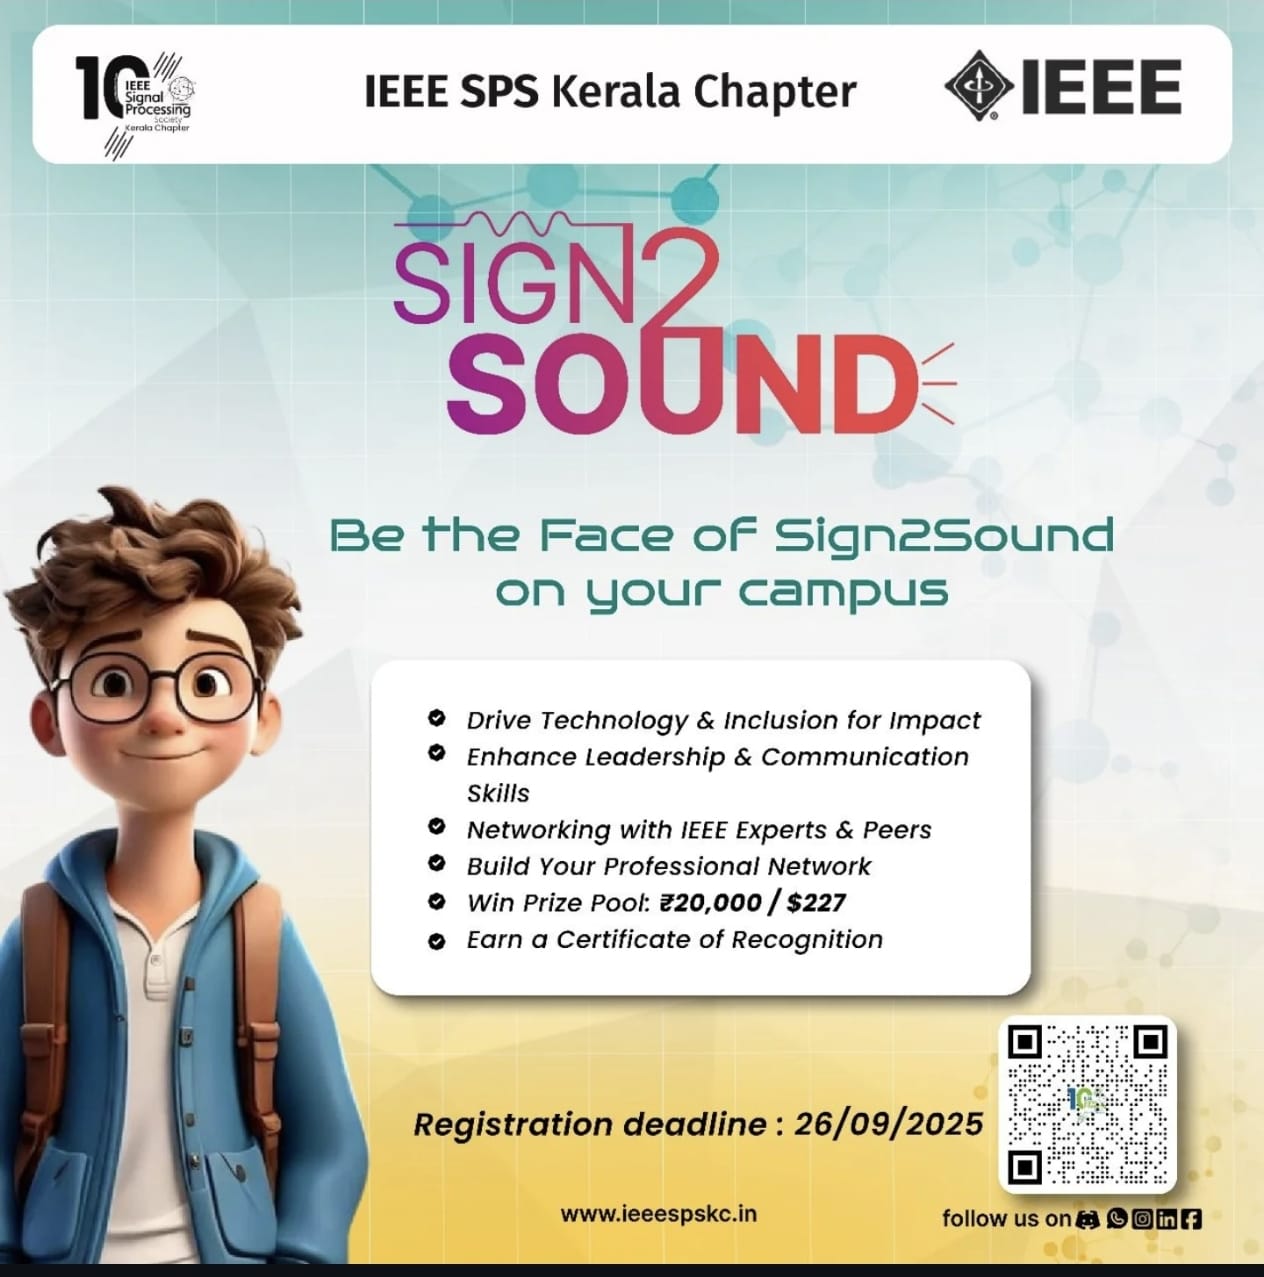 10
IEEE
Signal
Processing
Society
Kerala Chapter
IEEE SPS Kerala Chapter
IEEE
SIGN2
SOUND
Be the Face of Sign2Sound
on your campus
Drive Technology & Inclusion for Impact
Enhance Leadership & Communication
Skills
Networking with IEEE Experts & Peers
Build Your Professional Network
Win Prize Pool: ₹20,000 / $227
Earn a Certificate of Recognition
Registration deadline : 26/09/2025
www.ieeespskc.in
follow us on